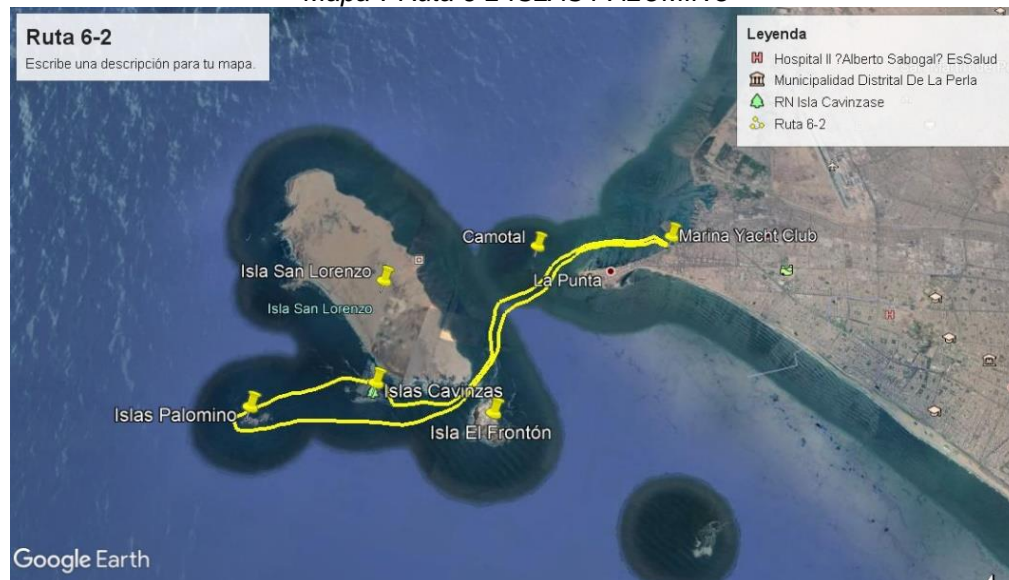 Ruta 6-2
Escribe una descripción para tu mapa.
Leyenda
Hospital II ?Alberto Sabogal? EsSalud
Municipalidad Distrital De La Perla
RN Isla Cavinzase
Ruta 6-2
Camotal
Marina Yacht Club
Isla San Lorenzo
La Punta
Isla San Lorenzo
Islas Cavinzas
Islas Palomino
Isla El Frontón
Google Earth